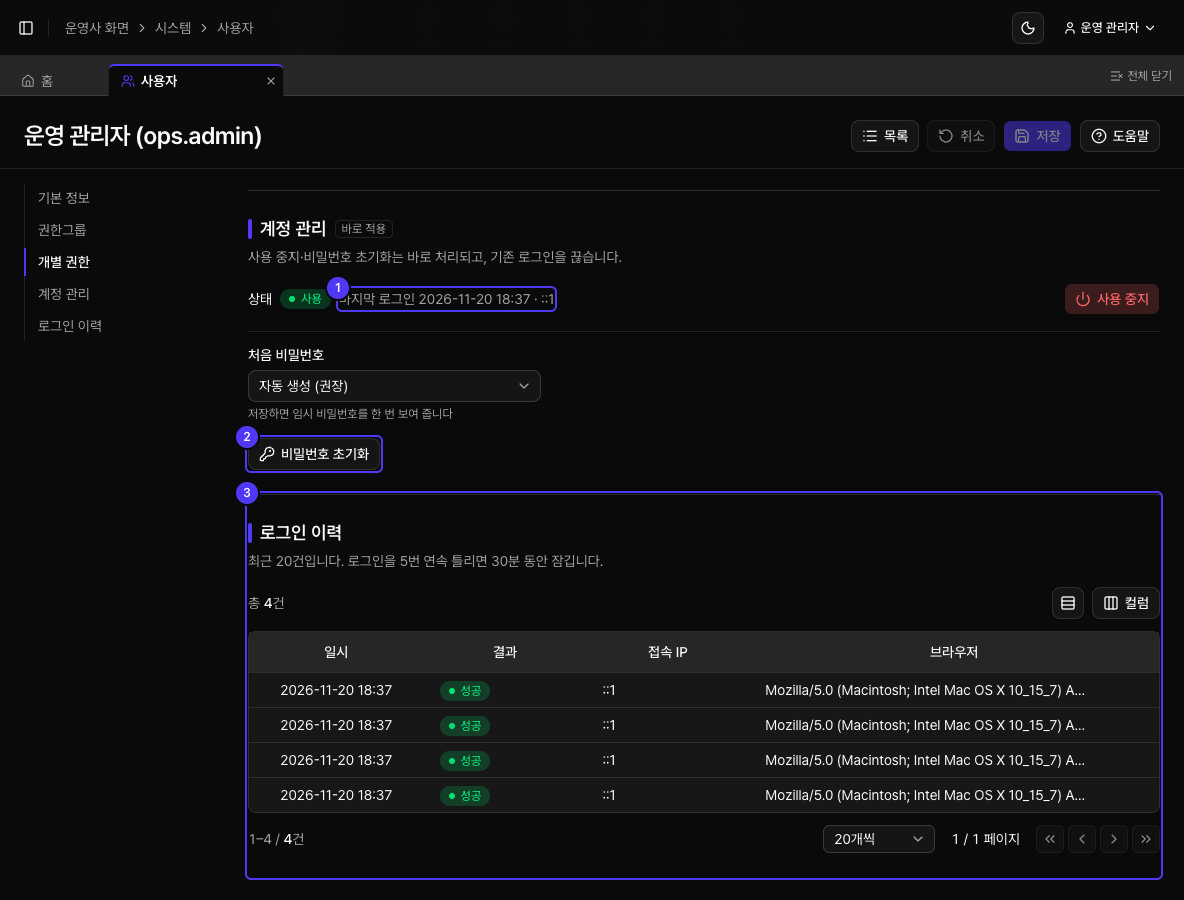 운영사 화면 > 시스템 > 사용자
운영 관리자
홈
사용자
전체 닫기
운영 관리자 (ops.admin)
목록
취소
저장
도움말
기본 정보
권한그룹
개별 권한
계정 관리
로그인 이력
계정 관리 바로 적용
사용 중지·비밀번호 초기화는 바로 처리되고, 기존 로그인을 끊습니다.
1
상태 사용 마지막 로그인 2026-11-20 18:37 · ::1
사용 중지
처음 비밀번호
자동 생성 (권장)
저장하면 임시 비밀번호를 한 번 보여 줍니다
2
비밀번호 초기화
3
로그인 이력
최근 20건입니다. 로그인을 5번 연속 틀리면 30분 동안 잠깁니다.
총 4건
컬럼
일시 결과 접속 IP 브라우저
2026-11-20 18:37 성공 ::1 Mozilla/5.0 (Macintosh; Intel Mac OS X 10_15_7) A...
2026-11-20 18:37 성공 ::1 Mozilla/5.0 (Macintosh; Intel Mac OS X 10_15_7) A...
2026-11-20 18:37 성공 ::1 Mozilla/5.0 (Macintosh; Intel Mac OS X 10_15_7) A...
2026-11-20 18:37 성공 ::1 Mozilla/5.0 (Macintosh; Intel Mac OS X 10_15_7) A...
1–4 / 4건
20개씩
1 / 1 페이지